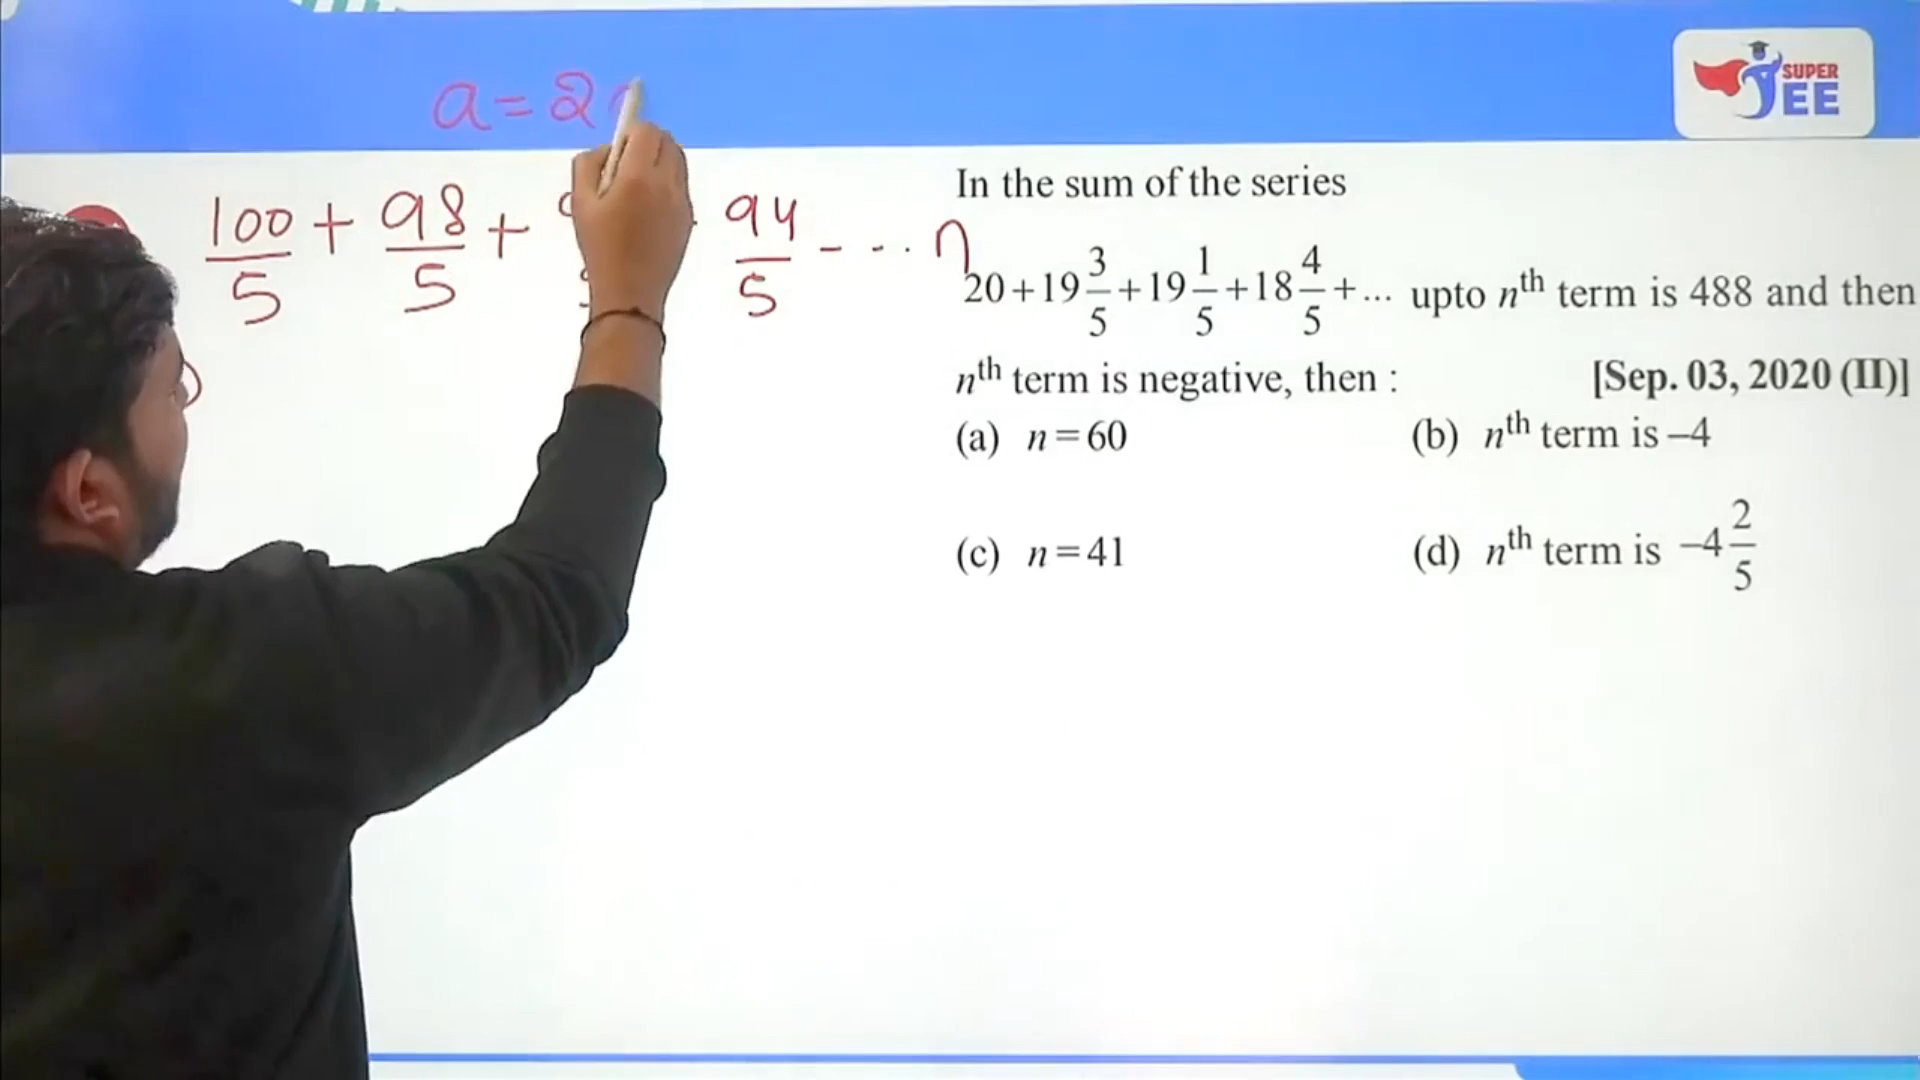 a = 2
SUPER
JEE
100/5 + 98/5 + 94/5 - - - . n
In the sum of the series
20 + 19 3/5 + 19 1/5 + 18 4/5 + ... upto nth term is 488 and then
nth term is negative, then :
[Sep. 03, 2020 (II)]
(a) n = 60
(b) nth term is –4
(c) n = 41
(d) nth term is –4 2/5